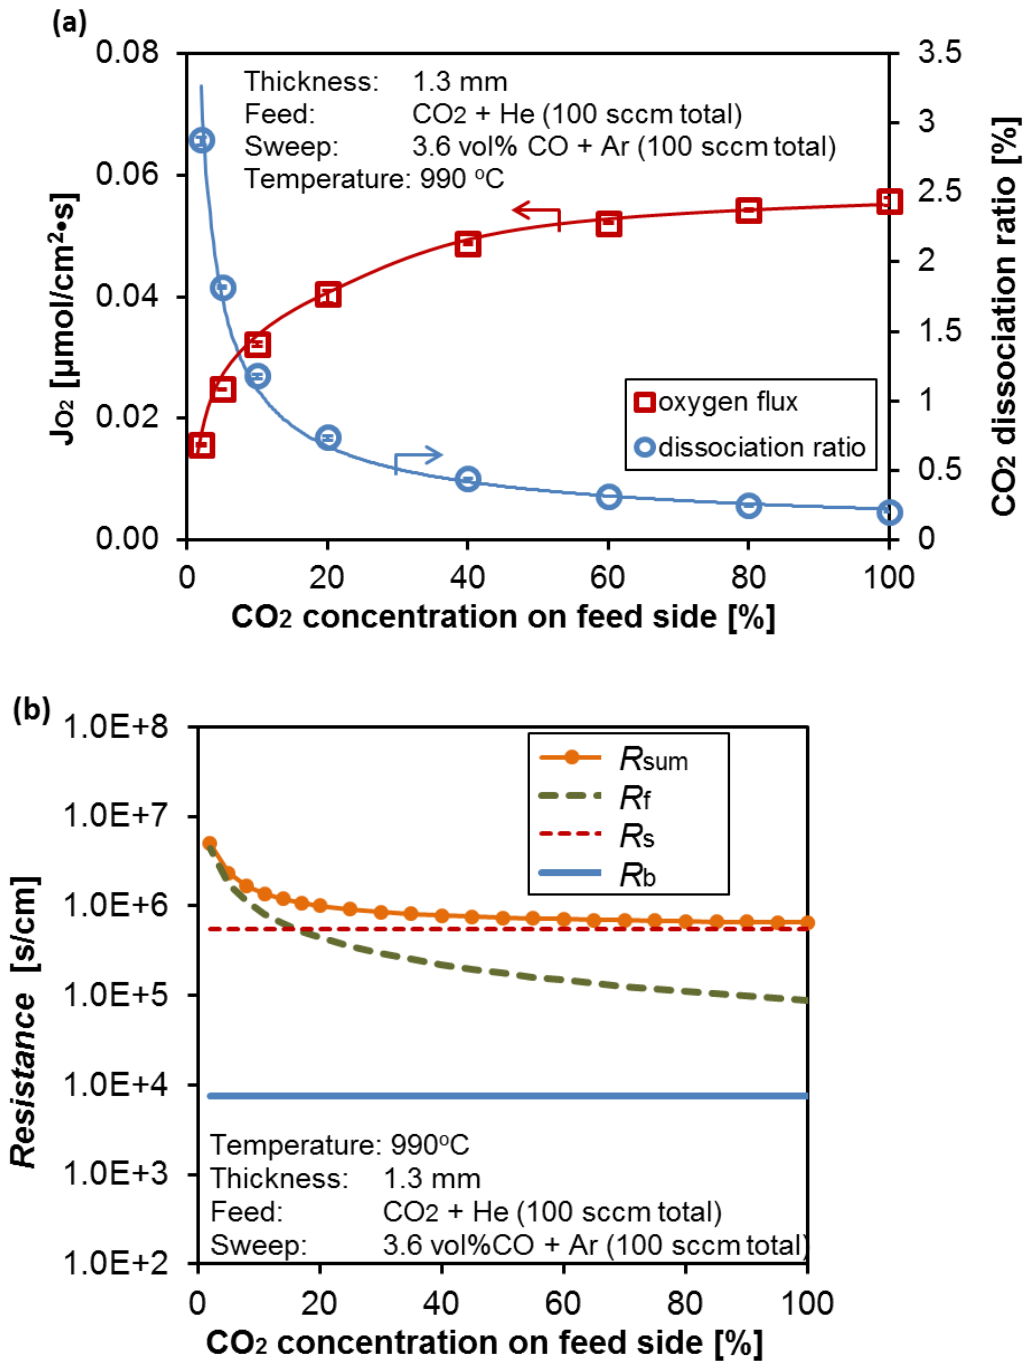 (a)
0.08
0.06
0.04
0.02
0.00
3.5
3
2.5
2
1.5
1
0.5
0
Thickness: 1.3 mm
Feed: CO2 + He (100 sccm total)
Sweep: 3.6 vol% CO + Ar (100 sccm total)
Temperature: 990 °C
JO2 [µmol/cm²•s]
CO2 dissociation ratio [%]
oxygen flux
dissociation ratio
0 20 40 60 80 100
CO2 concentration on feed side [%]
(b)
1.0E+8
1.0E+7
1.0E+6
1.0E+5
1.0E+4
1.0E+3
1.0E+2
Resistance [s/cm]
Rsum
Rf
Rs
Rb
Temperature: 990°C
Thickness: 1.3 mm
Feed: CO2 + He (100 sccm total)
Sweep: 3.6 vol%CO + Ar (100 sccm total)
0 20 40 60 80 100
CO2 concentration on feed side [%]